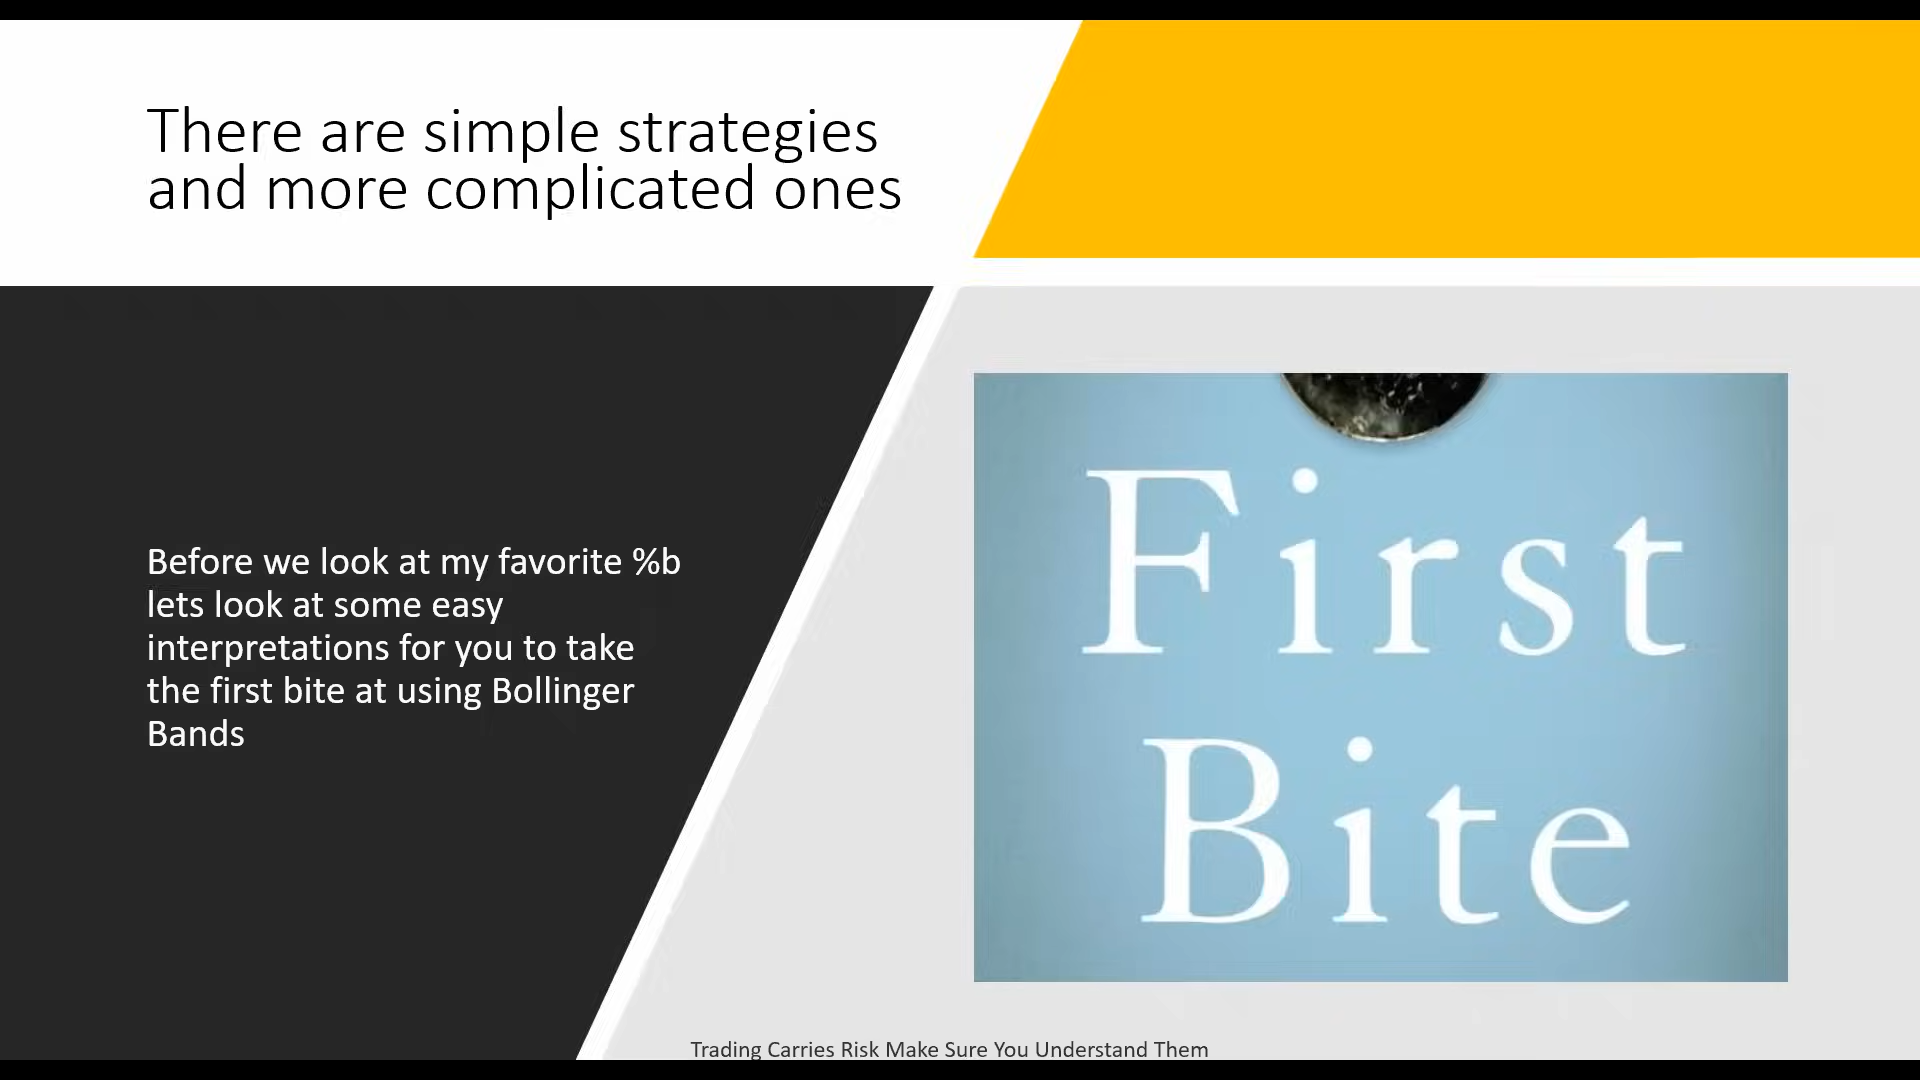 There are simple strategies
and more complicated ones
Before we look at my favorite %b
lets look at some easy
interpretations for you to take
the first bite at using Bollinger
Bands
First
Bite
Trading Carries Risk Make Sure You Understand Them